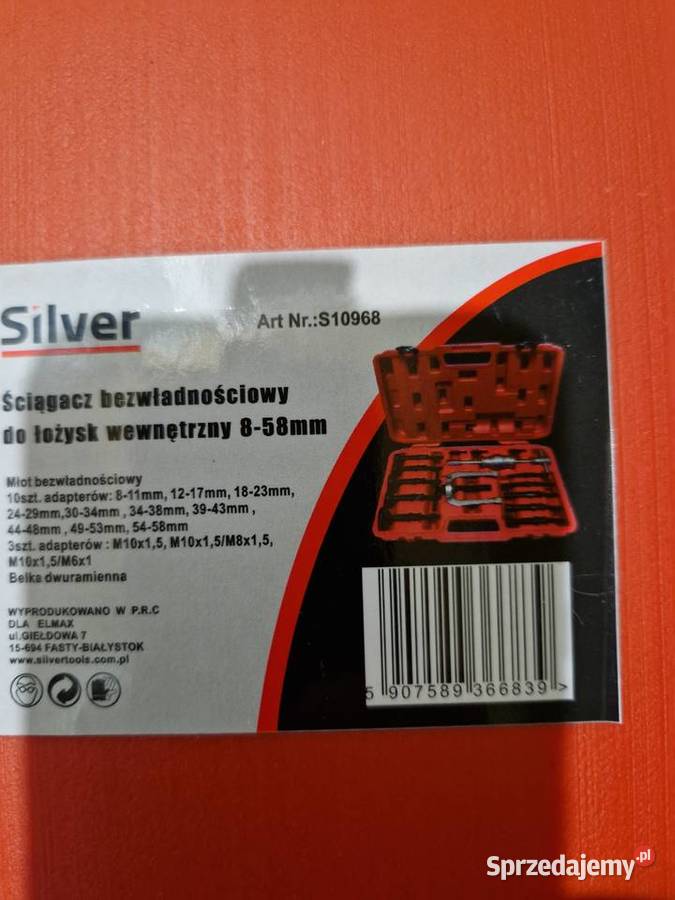 Silver
Art Nr.:S10968
Ściągacz bezwładnościowy
do łożysk wewnętrzny 8-58mm
Młot bezwładnościowy
10szt. adapterów: 8-11mm, 12-17mm, 18-23mm,
24-29mm,30-34mm , 34-38mm, 39-43mm ,
44-48mm , 49-53mm, 54-58mm
3szt. adapterów : M10x1,5, M10x1,5/M8x1,5,
M10x1,5/M6x1
Belka dwuramienna
WYPRODUKOWANO W P.R.C
DLA ELMAX
ul.GIEŁDOWA 7
15-694 FASTY-BIAŁYSTOK
www.silvertools.com.pl
5 907589 366839 >
Sprzedajemy.pl